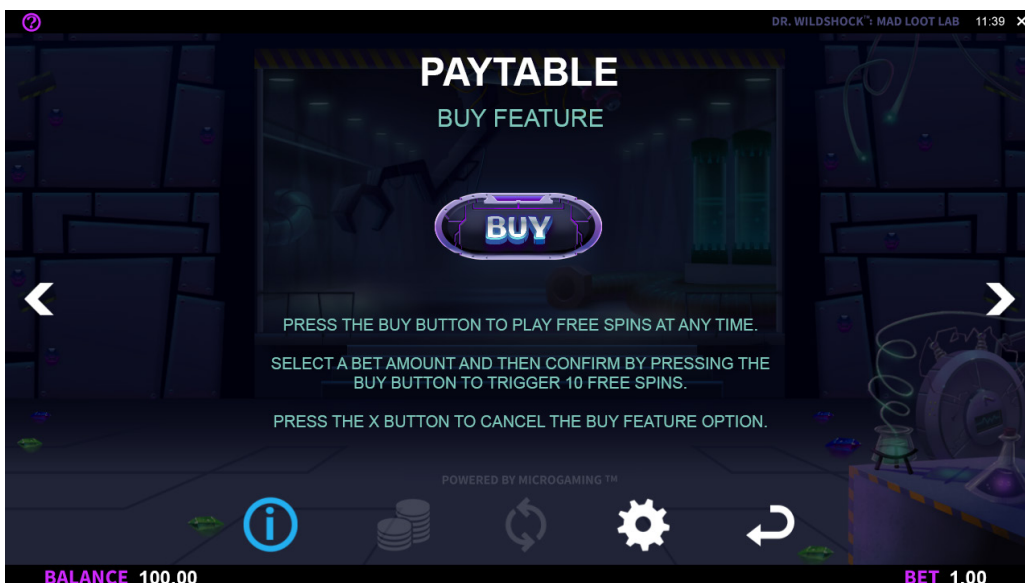 DR. WILDSHOCK™: MAD LOOT LAB 11:39
PAYTABLE
BUY FEATURE
BUY
PRESS THE BUY BUTTON TO PLAY FREE SPINS AT ANY TIME.
SELECT A BET AMOUNT AND THEN CONFIRM BY PRESSING THE
BUY BUTTON TO TRIGGER 10 FREE SPINS.
PRESS THE X BUTTON TO CANCEL THE BUY FEATURE OPTION.
POWERED BY MICROGAMING ™
BALANCE 100.00 BET 1.00